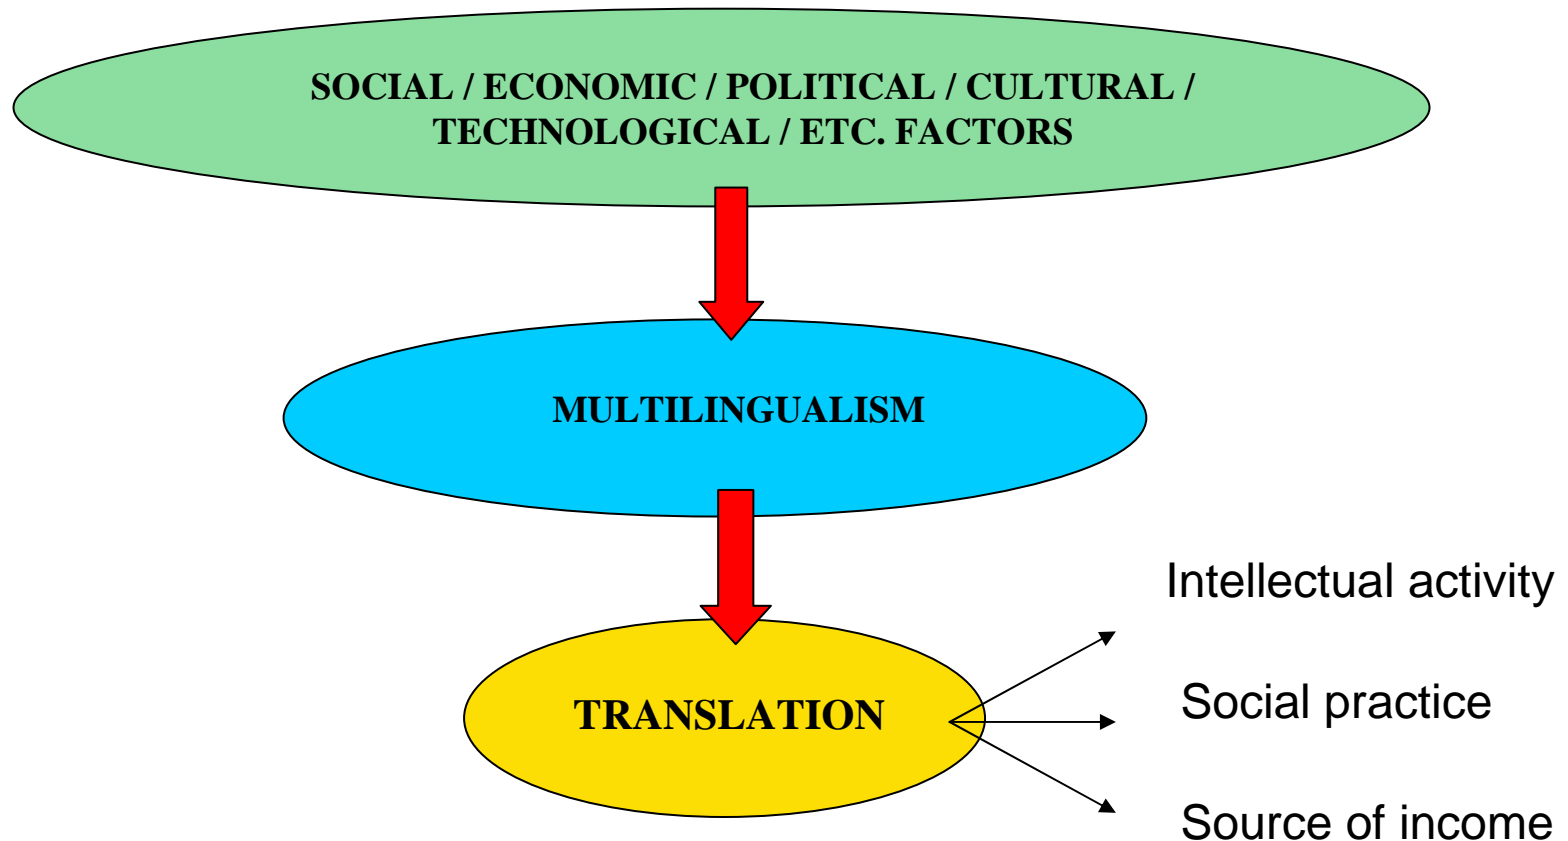 SOCIAL / ECONOMIC / POLITICAL / CULTURAL /
TECHNOLOGICAL / ETC. FACTORS
MULTILINGUALISM
TRANSLATION
Intellectual activity
Social practice
Source of income